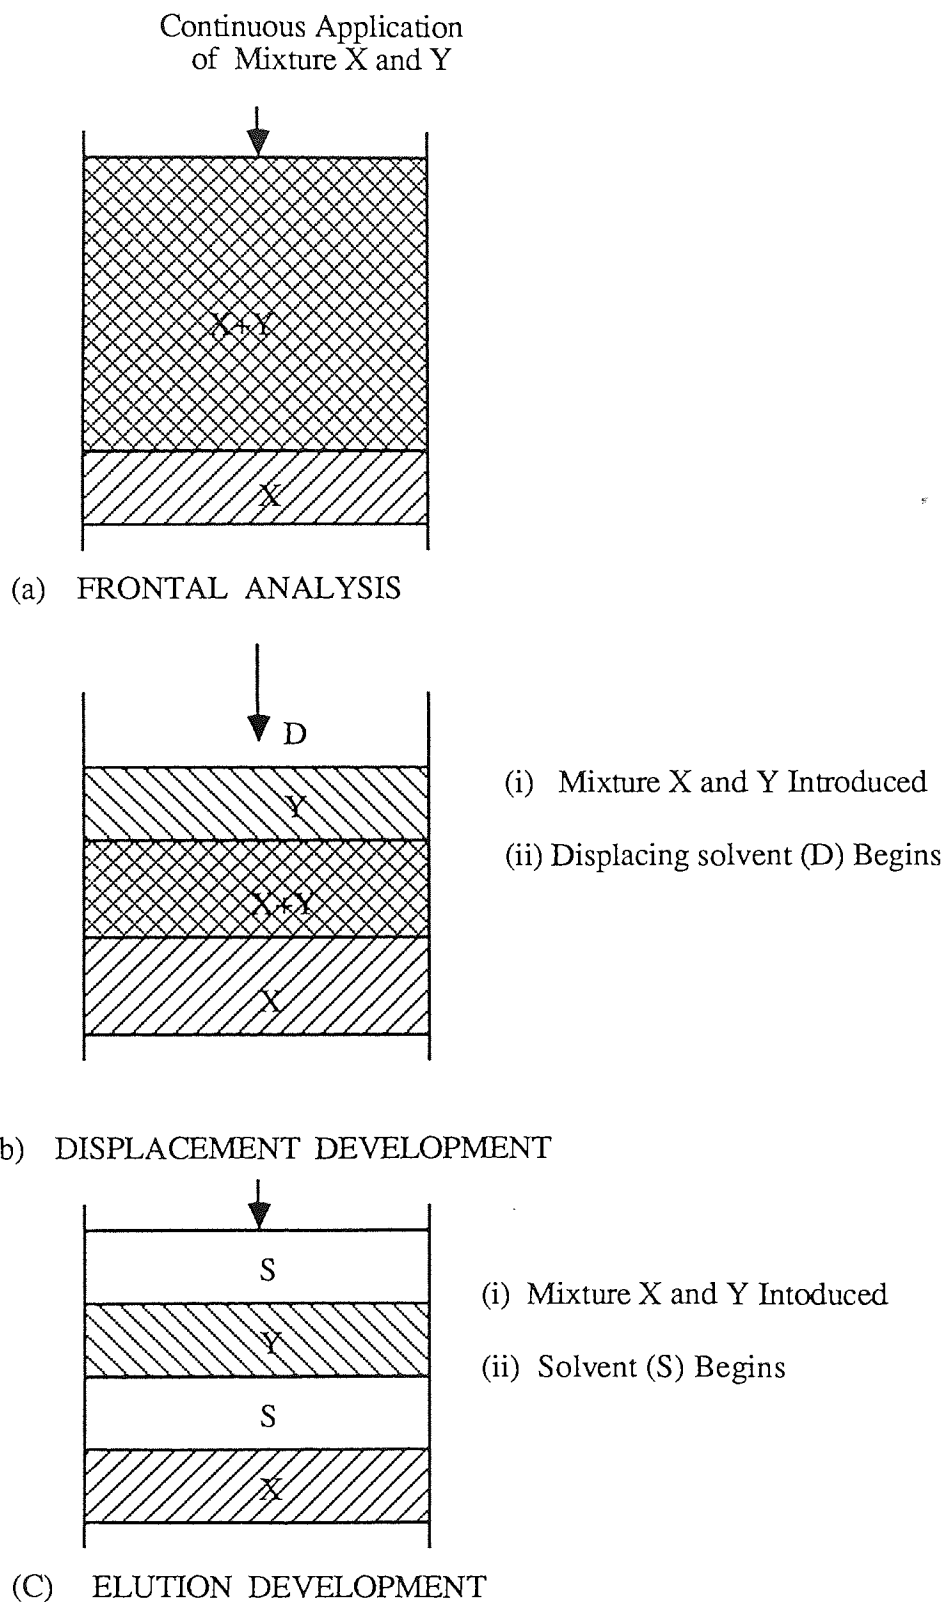 Continuous Application
of Mixture X and Y
X+Y
X
(a) FRONTAL ANALYSIS
D
Y
(i) Mixture X and Y Introduced
(ii) Displacing solvent (D) Begins
X+Y
X
b) DISPLACEMENT DEVELOPMENT
S
(i) Mixture X and Y Intoduced
Y
(ii) Solvent (S) Begins
S
X
(C) ELUTION DEVELOPMENT